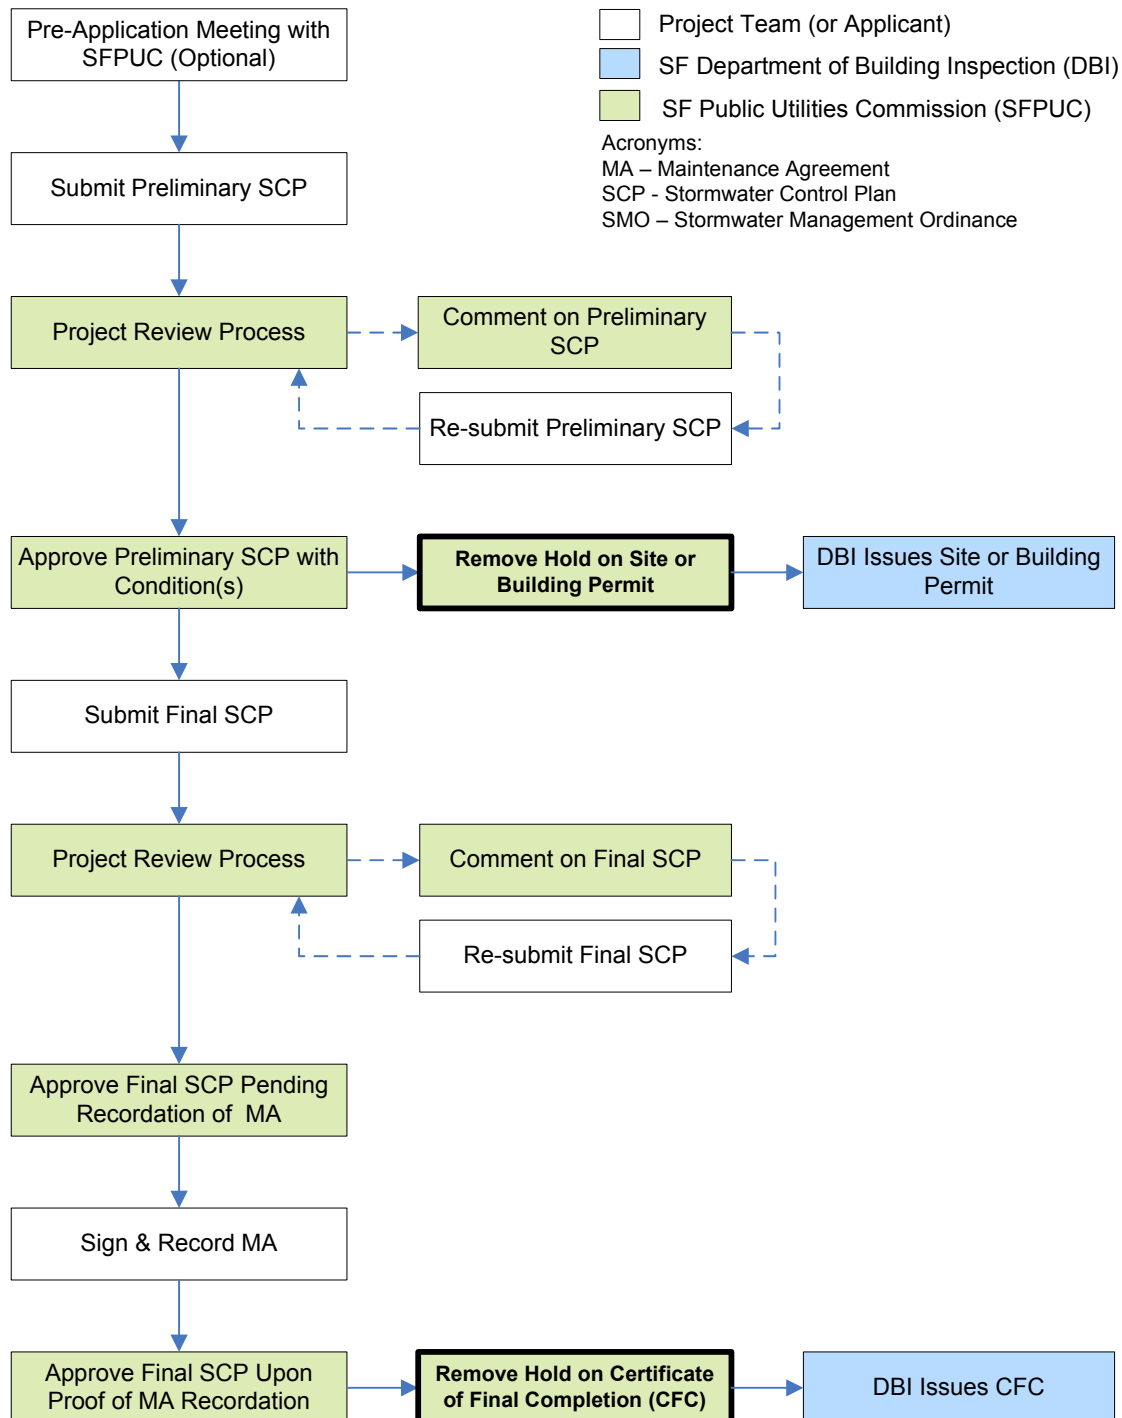 Pre-Application Meeting with
SFPUC (Optional)
Project Team (or Applicant)
SF Department of Building Inspection (DBI)
SF Public Utilities Commission (SFPUC)
Acronyms:
MA – Maintenance Agreement
SCP - Stormwater Control Plan
SMO – Stormwater Management Ordinance
Submit Preliminary SCP
Project Review Process
Comment on Preliminary
SCP
Re-submit Preliminary SCP
Approve Preliminary SCP with
Condition(s)
Remove Hold on Site or
Building Permit
DBI Issues Site or Building
Permit
Submit Final SCP
Project Review Process
Comment on Final SCP
Re-submit Final SCP
Approve Final SCP Pending
Recordation of MA
Sign & Record MA
Approve Final SCP Upon
Proof of MA Recordation
Remove Hold on Certificate
of Final Completion (CFC)
DBI Issues CFC